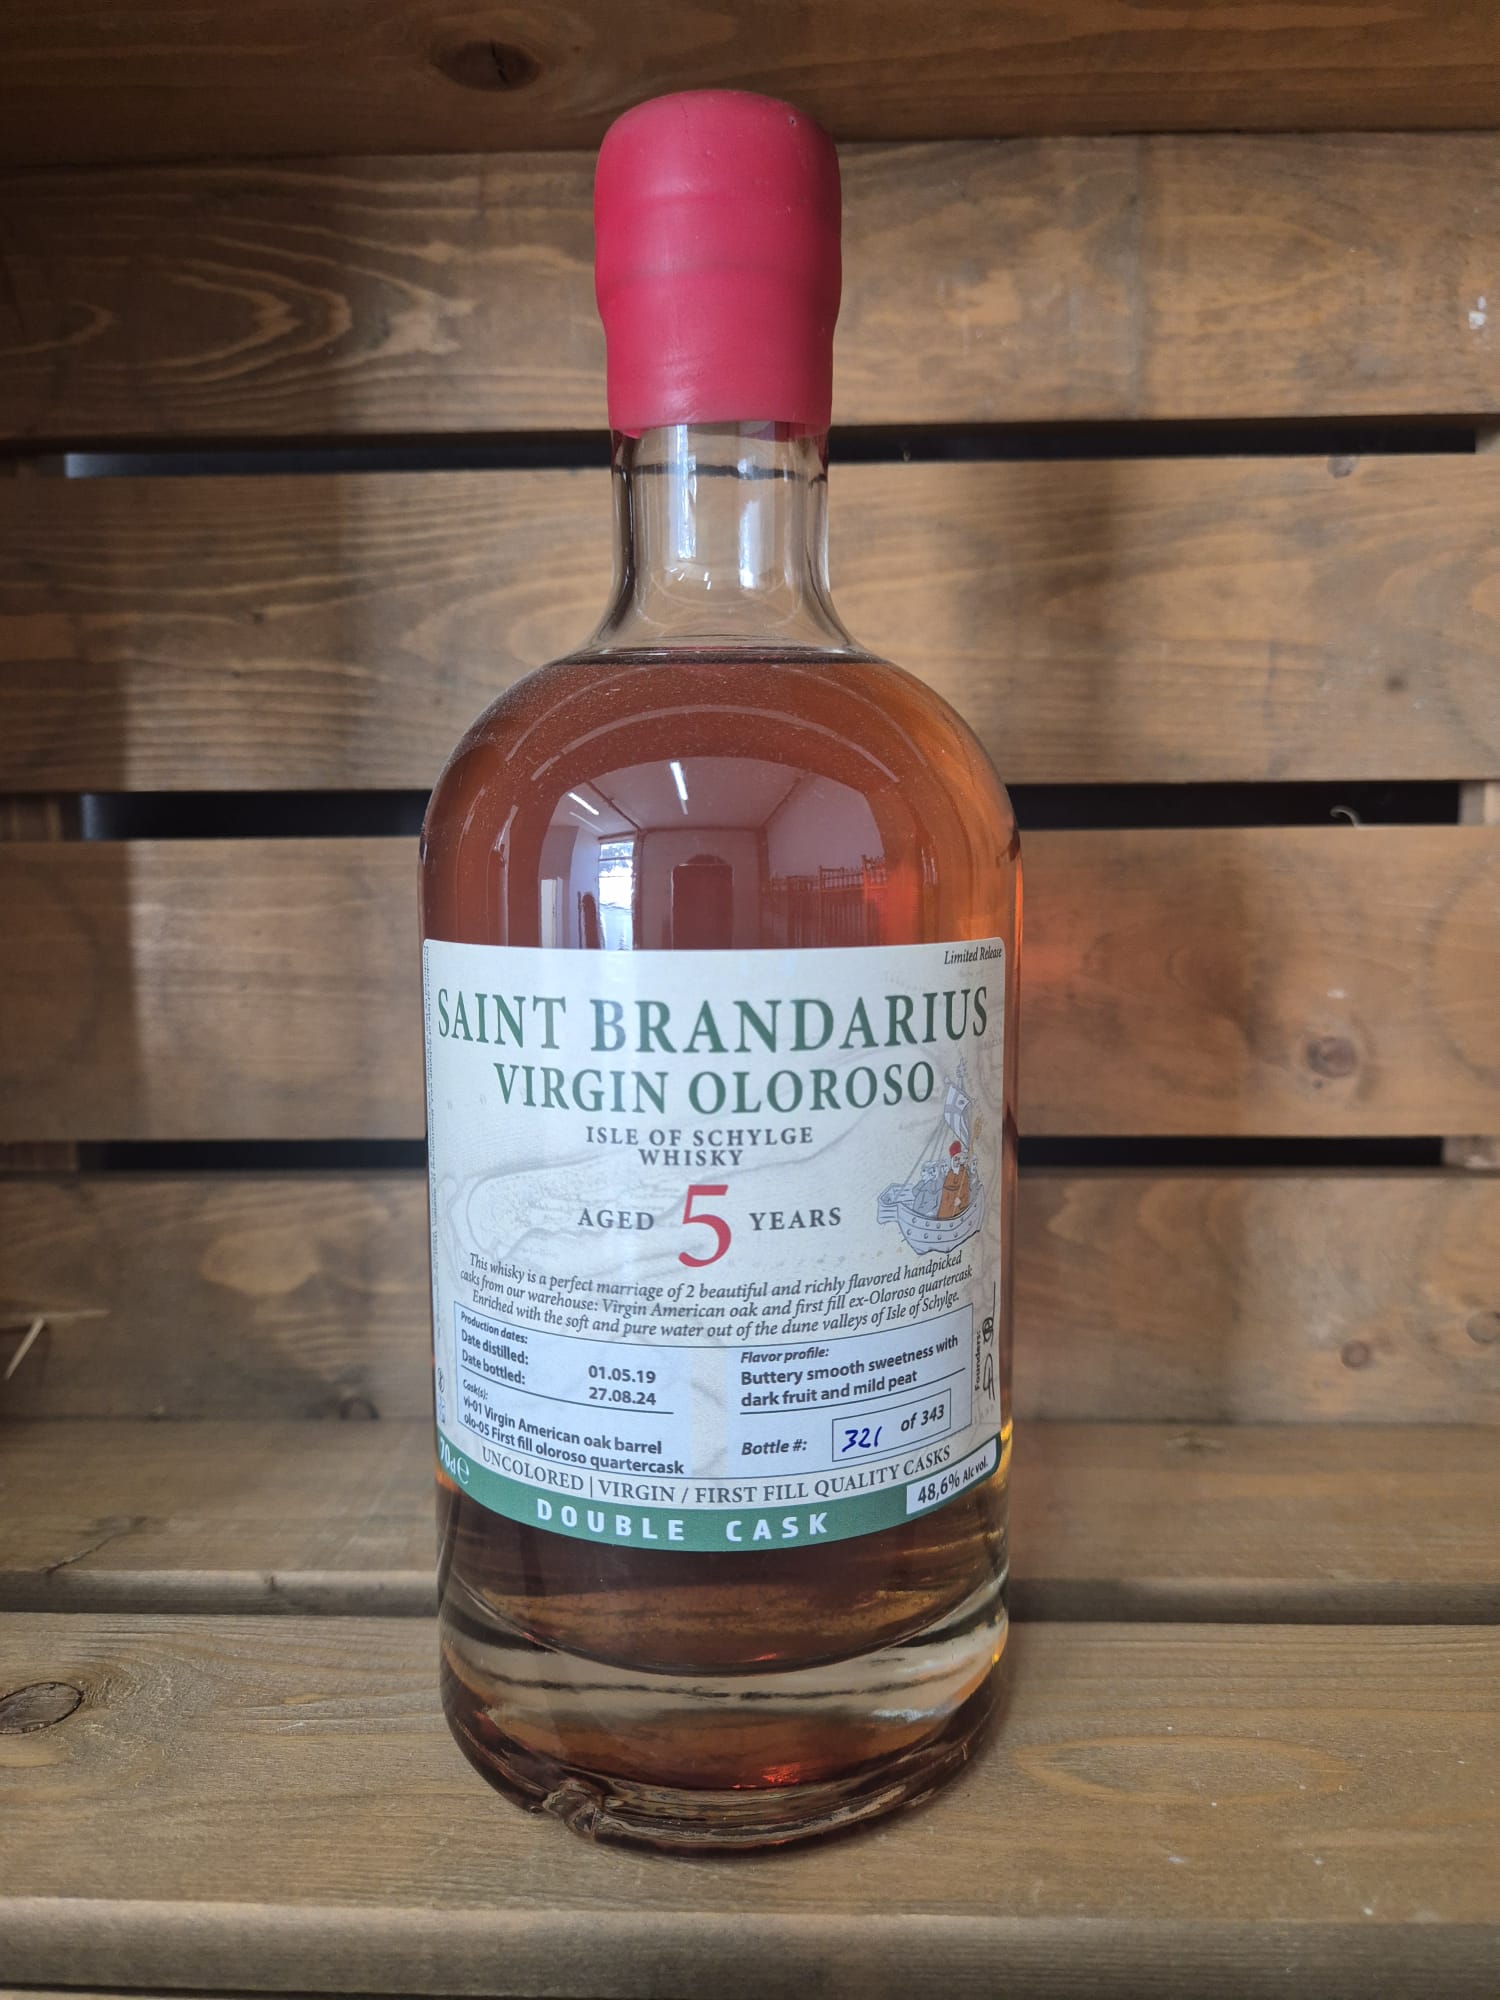 Limited Release
SAINT BRANDARIUS
VIRGIN OLOROSO
ISLE OF SCHYLGE
WHISKY
AGED 5 YEARS
This whisky is a perfect marriage of 2 beautiful and richly flavored handpicked
casks from our warehouse: Virgin American oak and first fill ex-Oloroso quartercask
Enriched with the soft and pure water out of the dune valleys of Isle of Schylge.
Production dates:
Date distilled: 01.05.19
Date bottled: 27.08.24
Cask(s):
vi-01 Virgin American oak barrel
olo-05 First fill oloroso quartercask
Flavor profile:
Buttery smooth sweetness with
dark fruit and mild peat
Bottle #: 321 of 343
Founders:
UNCOLORED | VIRGIN / FIRST FILL QUALITY CASKS
70cl e
48,6% Alc vol.
DOUBLE CASK